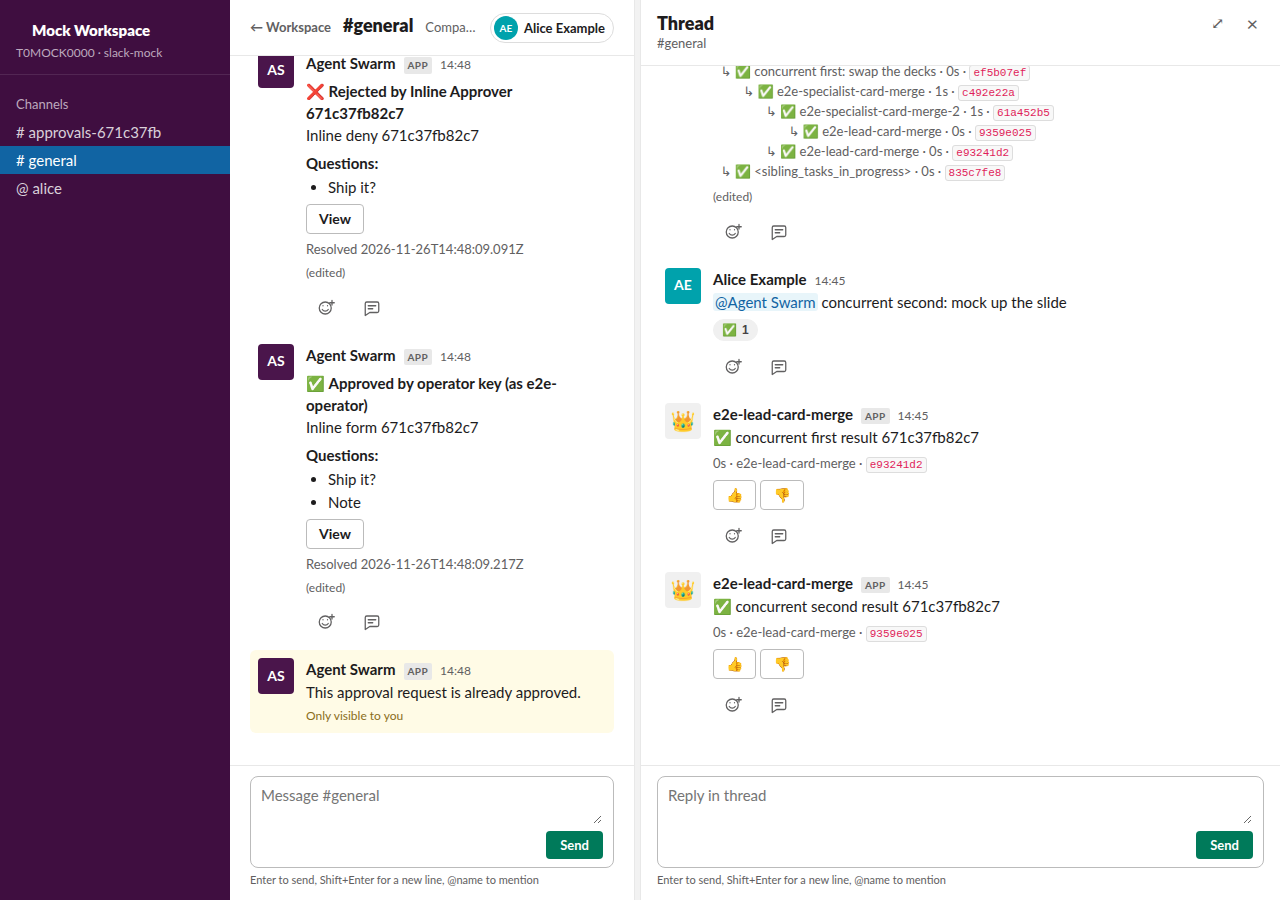 Mock Workspace
T0MOCK0000 · slack-mock
Channels
# approvals-671c37fb
# general
@ alice
← Workspace #general Compa... AE Alice Example
AS Agent Swarm APP 14:48
❌ Rejected by Inline Approver
671c37fb82c7
Inline deny 671c37fb82c7
Questions:
• Ship it?
View
Resolved 2026-11-26T14:48:09.091Z
(edited)
AS Agent Swarm APP 14:48
✅ Approved by operator key (as e2e-
operator)
Inline form 671c37fb82c7
Questions:
• Ship it?
• Note
View
Resolved 2026-11-26T14:48:09.217Z
(edited)
AS Agent Swarm APP 14:48
This approval request is already approved.
Only visible to you
Message #general
Send
Enter to send, Shift+Enter for a new line, @name to mention
Thread
#general
↳ ✅ concurrent first: swap the decks · 0s · ef5b07ef
↳ ✅ e2e-specialist-card-merge · 1s · c492e22a
↳ ✅ e2e-specialist-card-merge-2 · 1s · 61a452b5
↳ ✅ e2e-lead-card-merge · 0s · 9359e025
↳ ✅ e2e-lead-card-merge · 0s · e93241d2
↳ ✅ <sibling_tasks_in_progress> · 0s · 835c7fe8
(edited)
AE Alice Example 14:45
@Agent Swarm concurrent second: mock up the slide
✅ 1
e2e-lead-card-merge APP 14:45
✅ concurrent first result 671c37fb82c7
0s · e2e-lead-card-merge · e93241d2
👍 👎
e2e-lead-card-merge APP 14:45
✅ concurrent second result 671c37fb82c7
0s · e2e-lead-card-merge · 9359e025
👍 👎
Reply in thread
Send
Enter to send, Shift+Enter for a new line, @name to mention